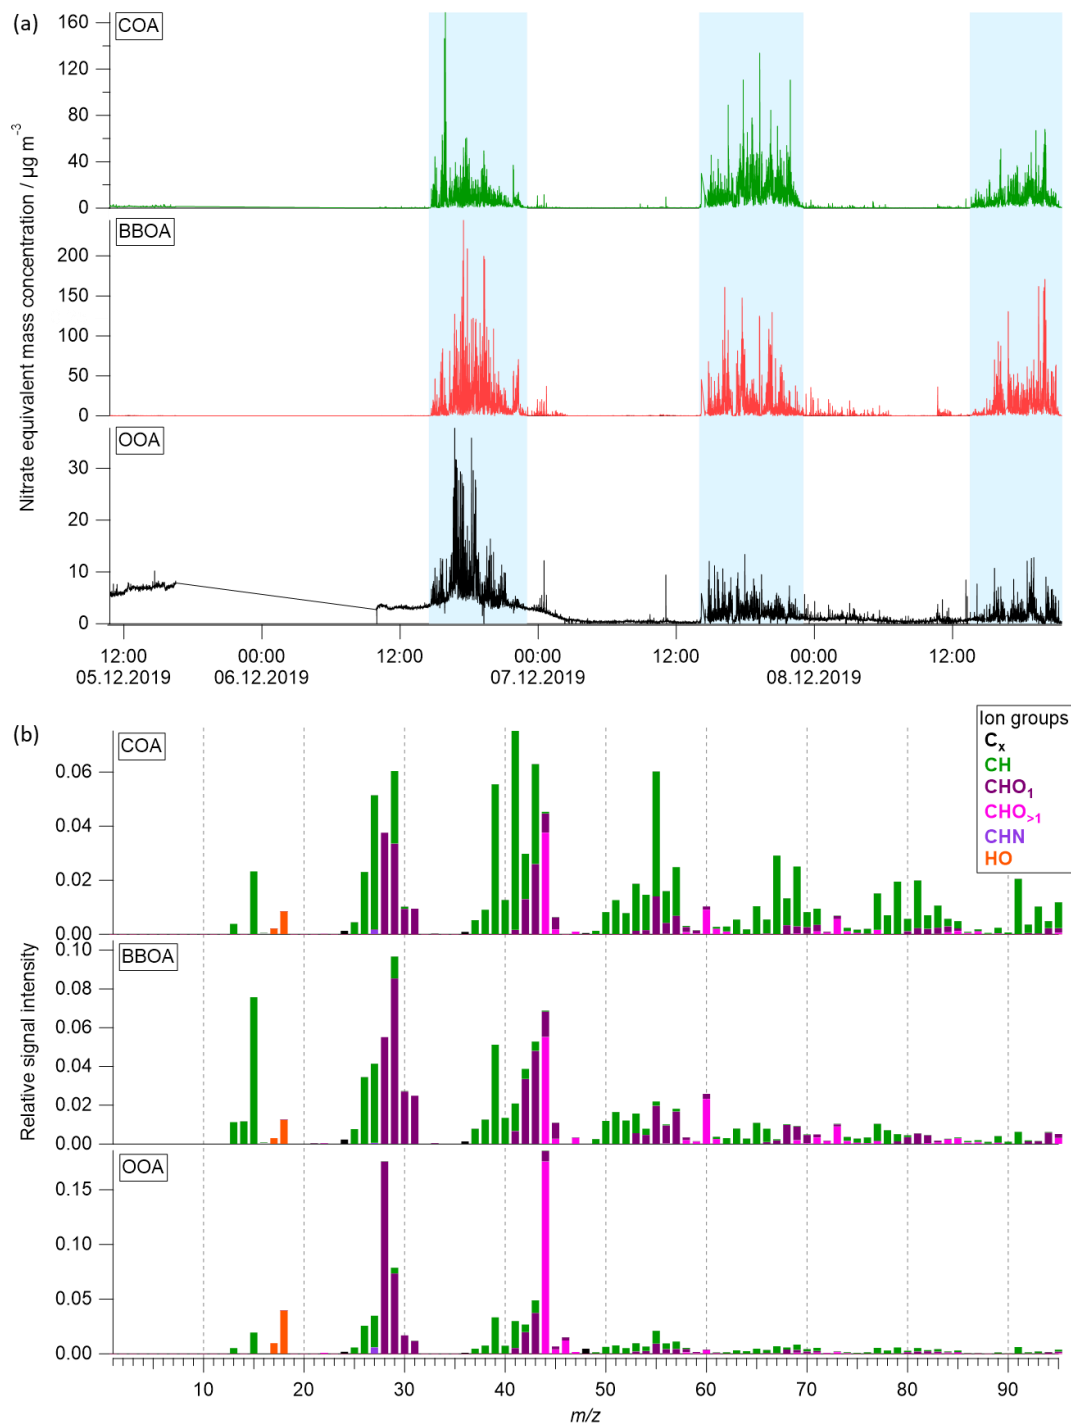 (a)
COA
160
120
80
40
0
BBOA
200
150
100
50
0
OOA
30
20
10
0
Nitrate equivalent mass concentration / µg m⁻³
12:00 00:00 12:00 00:00 12:00 00:00 12:00
05.12.2019 06.12.2019 07.12.2019 08.12.2019
(b)
Ion groups
Cₓ
CH
CHO₁
CHO>₁
CHN
HO
COA
0.06
0.04
0.02
0.00
BBOA
0.10
0.08
0.06
0.04
0.02
0.00
OOA
0.15
0.10
0.05
0.00
Relative signal intensity
10 20 30 40 50 60 70 80 90
m/z